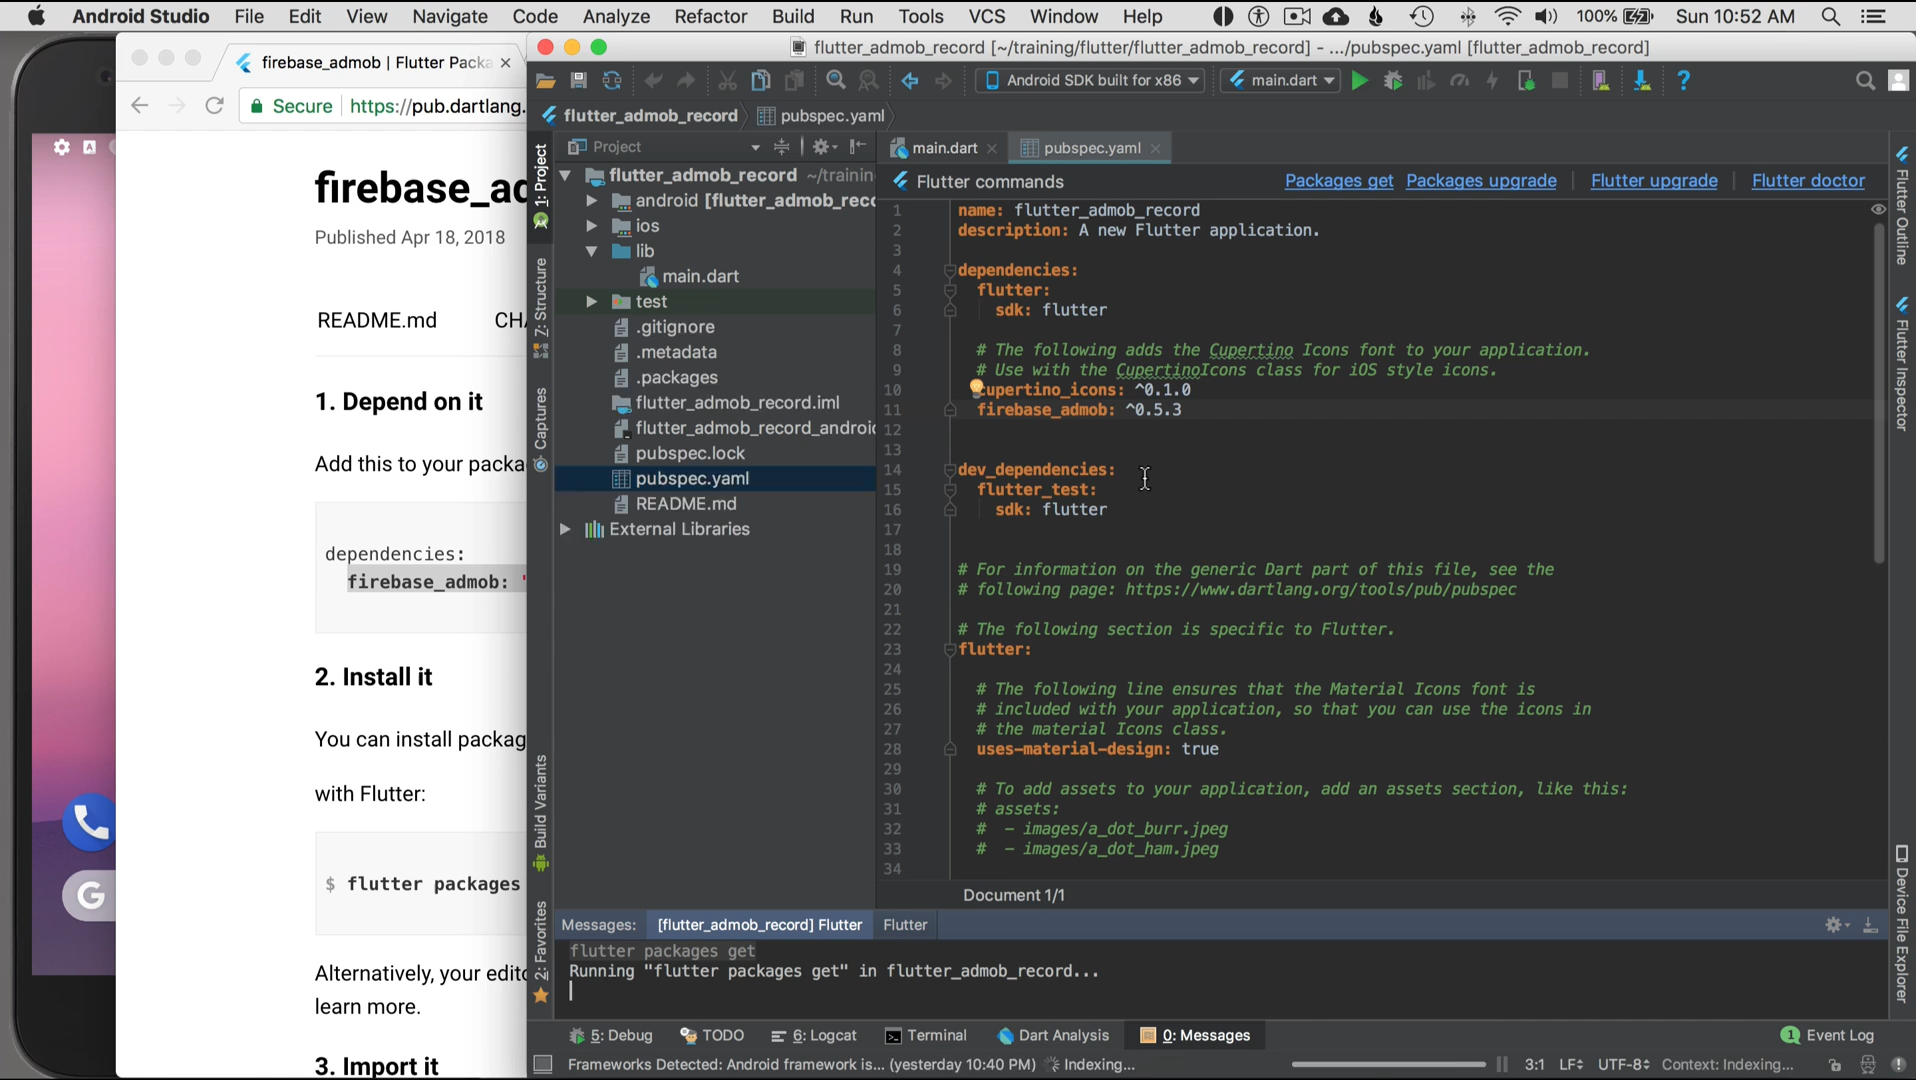 Android Studio File Edit View Navigate Code Analyze Refactor Build Run Tools VCS Window Help 100% Sun 10:52 AM
firebase_admob | Flutter Packa
Secure https://pub.dartlang.
firebase_ad
Published Apr 18, 2018
README.md CHA
1. Depend on it
Add this to your packa
dependencies:
firebase_admob: '
2. Install it
You can install packag
with Flutter:
$ flutter packages
Alternatively, your edito
learn more.
3. Import it
G
flutter_admob_record [~/training/flutter/flutter_admob_record] - .../pubspec.yaml [flutter_admob_record]
Android SDK built for x86 main.dart
flutter_admob_record pubspec.yaml
1: Project
Z: Structure
Captures
Build Variants
2: Favorites
Project
flutter_admob_record ~/trainin
android [flutter_admob_reco
ios
lib
main.dart
test
.gitignore
.metadata
.packages
flutter_admob_record.iml
flutter_admob_record_android
pubspec.lock
pubspec.yaml
README.md
External Libraries
main.dart pubspec.yaml
Flutter commands Packages get Packages upgrade Flutter upgrade Flutter doctor
1 name: flutter_admob_record
2 description: A new Flutter application.
3
4 dependencies:
5 flutter:
6 sdk: flutter
7
8 # The following adds the Cupertino Icons font to your application.
9 # Use with the CupertinoIcons class for iOS style icons.
10 cupertino_icons: ^0.1.0
11 firebase_admob: ^0.5.3
12
13
14 dev_dependencies:
15 flutter_test:
16 sdk: flutter
17
18
19 # For information on the generic Dart part of this file, see the
20 # following page: https://www.dartlang.org/tools/pub/pubspec
21
22 # The following section is specific to Flutter.
23 flutter:
24
25 # The following line ensures that the Material Icons font is
26 # included with your application, so that you can use the icons in
27 # the material Icons class.
28 uses-material-design: true
29
30 # To add assets to your application, add an assets section, like this:
31 # assets:
32 # - images/a_dot_burr.jpeg
33 # - images/a_dot_ham.jpeg
34
Document 1/1
Flutter Outline
Flutter Inspector
Device File Explorer
Messages: [flutter_admob_record] Flutter Flutter
flutter packages get
Running "flutter packages get" in flutter_admob_record...
5: Debug TODO 6: Logcat Terminal Dart Analysis 0: Messages 1 Event Log
Frameworks Detected: Android framework is... (yesterday 10:40 PM) Indexing... 3:1 LF UTF-8 Context: Indexing...